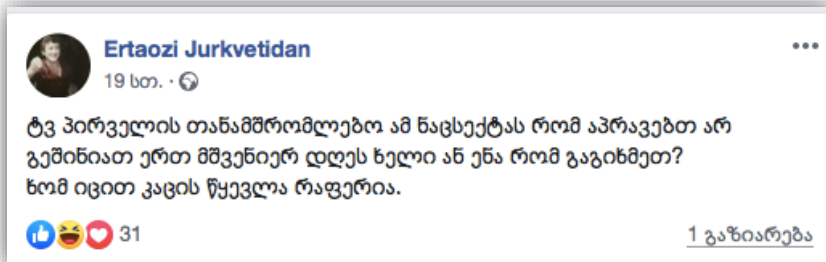 Ertaozi Jurkvetidan
19 სთ. ·
ტვ პირველის თანამშრომლებო ამ ნაცსექტას რომ აპრავებთ არ
გეშინიათ ერთ მშვენიერ დღეს ხელი ან ენა რომ გაგიხმეთ?
ხომ იცით კაცის წყევლა რაფერია.
31
1 გაზიარება